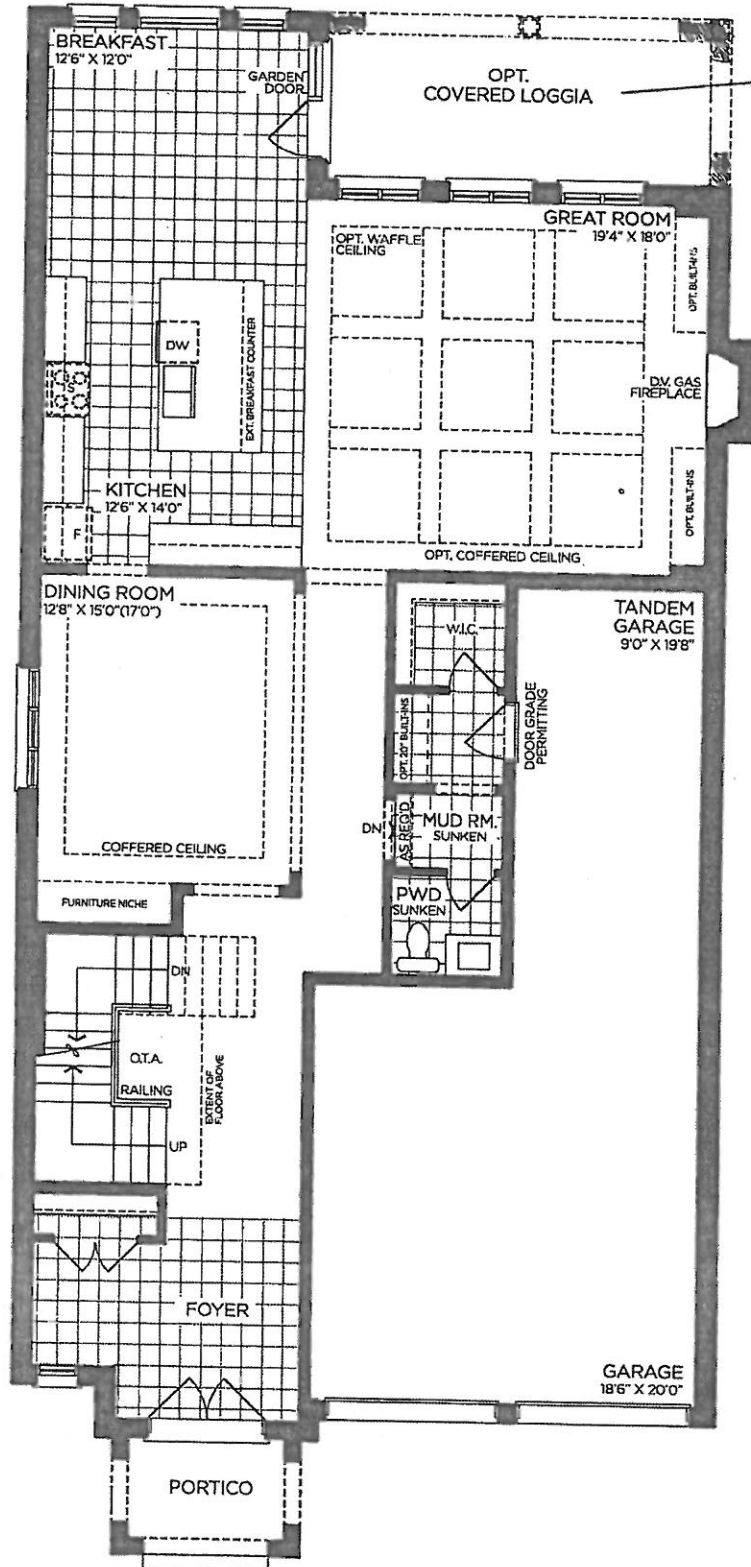 BREAKFAST
12'6" X 12'0"
GARDEN
DOOR
OPT.
COVERED LOGGIA
GREAT ROOM
19'4" X 18'0"
OPT. WAFFLE
CEILING
OPT. BUILT-INS
DW
EXT. BREAKFAST COUNTER
S
D.V. GAS
FIREPLACE
KITCHEN
12'6" X 14'0"
F
OPT. BUILT-INS
OPT. COFFERED CEILING
DINING ROOM
12'8" X 15'0"(17'0")
W.I.C.
TANDEM
GARAGE
9'0" X 19'8"
OPT. 20" BUILT-INS
DOOR GRADE
PERMITTING
DN
AS REQ'D
MUD RM.
SUNKEN
COFFERED CEILING
PWD
SUNKEN
FURNITURE NICHE
DN
O.T.A.
RAILING
EXTENT OF
FLOOR ABOVE
UP
FOYER
GARAGE
18'6" X 20'0"
PORTICO